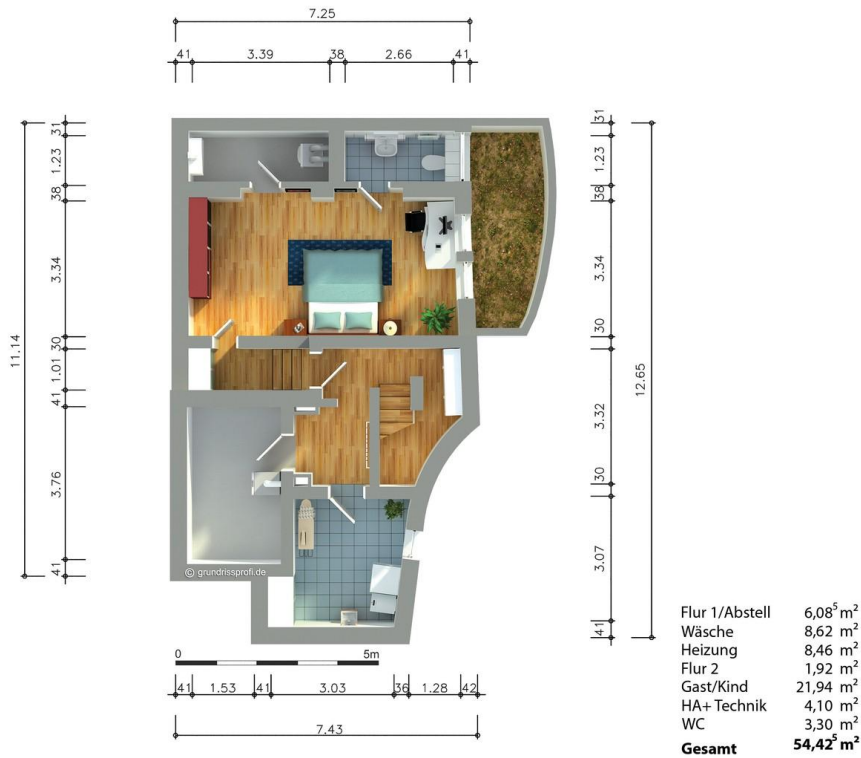 7.25
41 3.39 38 2.66 41
31
1.23
38
3.34
30
1.01
41
3.76
41
11.14
31
1.23
38
3.34
30
3.32
30
3.07
41
12.65
© grundrissprofi.de
0 5m
41 1.53 41 3.03 36 1.28 42
7.43
Flur 1/Abstell 6,08⁵ m²
Wäsche 8,62 m²
Heizung 8,46 m²
Flur 2 1,92 m²
Gast/Kind 21,94 m²
HA+ Technik 4,10 m²
WC 3,30 m²
Gesamt 54,42⁵ m²